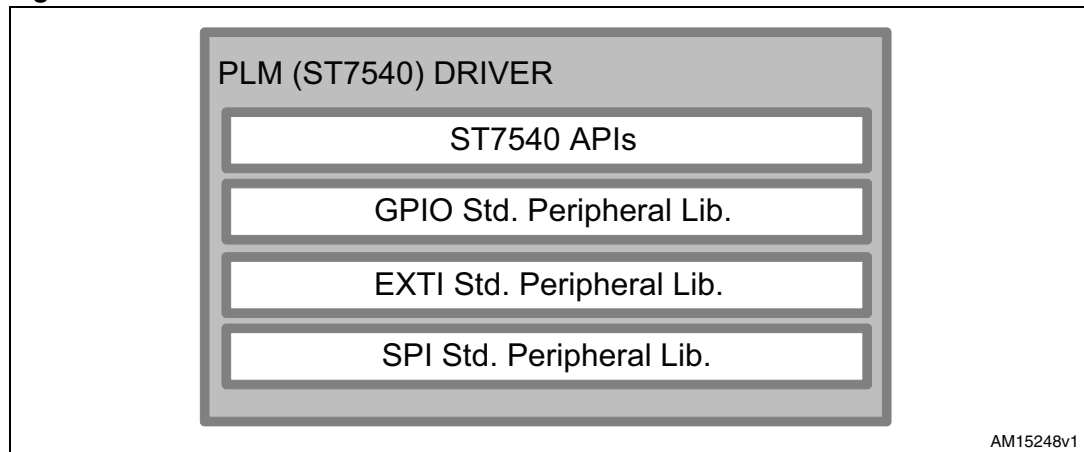 PLM (ST7540) DRIVER
ST7540 APIs
GPIO Std. Peripheral Lib.
EXTI Std. Peripheral Lib.
SPI Std. Peripheral Lib.
AM15248v1